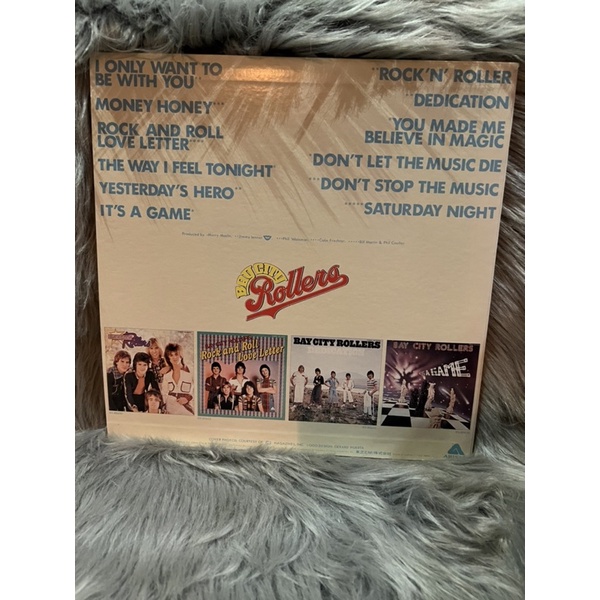 I ONLY WANT TO
BE WITH YOU**
MONEY HONEY***
ROCK AND ROLL
LOVE LETTER****
THE WAY I FEEL TONIGHT*
YESTERDAY'S HERO**
IT'S A GAME*
**ROCK 'N' ROLLER
**DEDICATION
*YOU MADE ME
BELIEVE IN MAGIC
*DON'T LET THE MUSIC DIE
***DON'T STOP THE MUSIC
*****SATURDAY NIGHT
Produced by
BAY CITY
Rollers
Rock and Roll
Love Letter
BAY CITY ROLLERS
BAY CITY ROLLERS
GAME